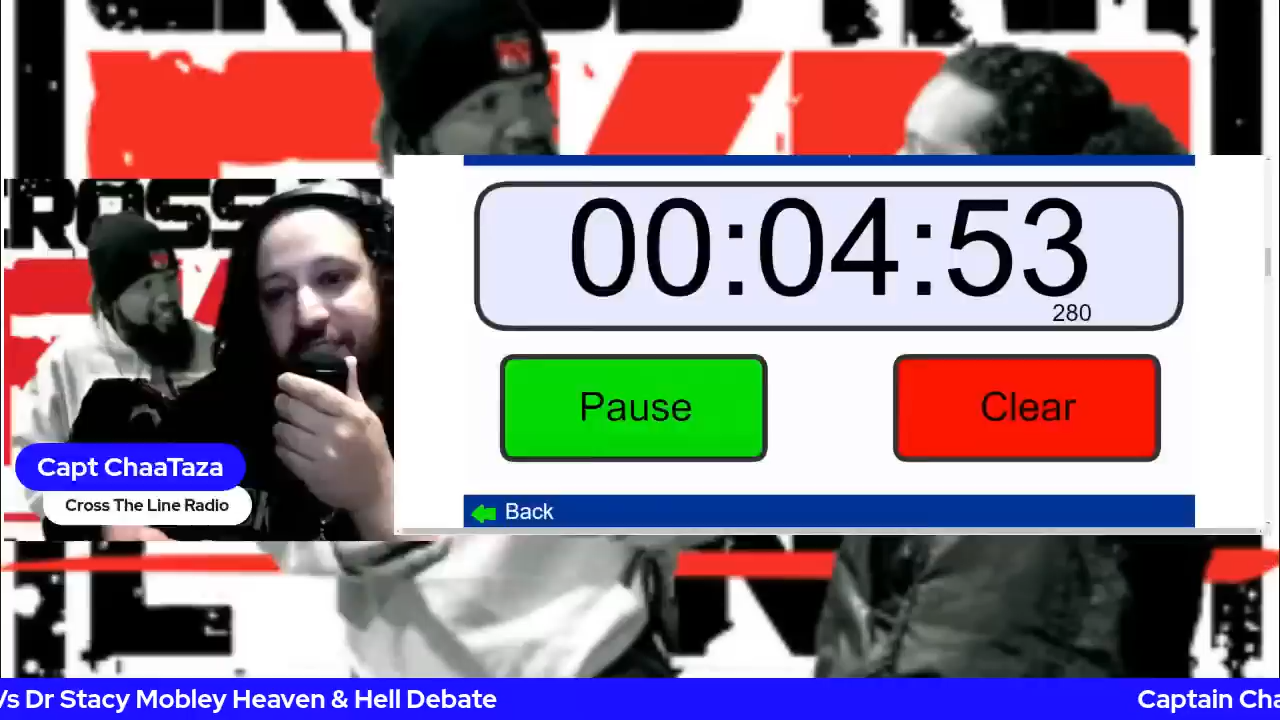 CROSS
00:04:53
280
Pause
Clear
Back
Capt ChaaTaza
Cross The Line Radio
Vs Dr Stacy Mobley Heaven & Hell Debate
Captain Cha